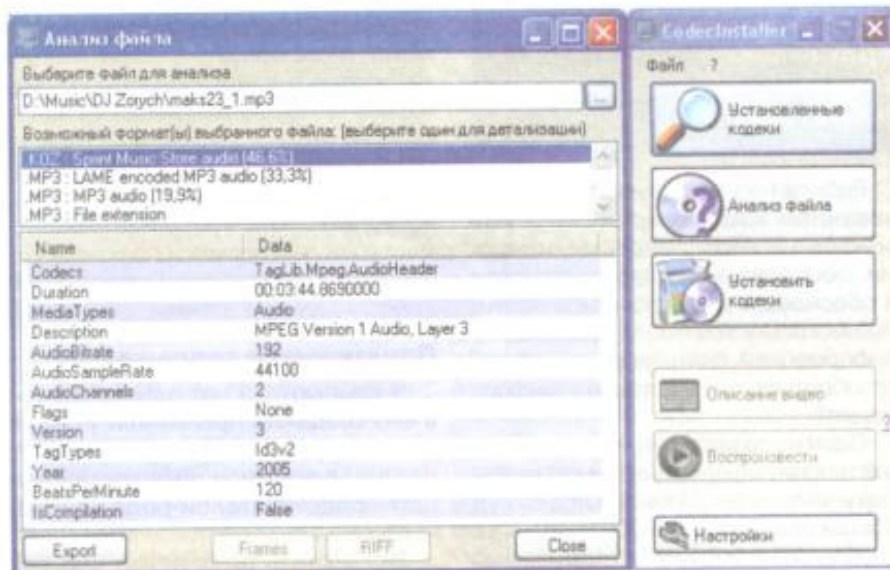 Анализ файла
Выберите файл для анализа
D:\Music\DJ Zorych\maks23_1.mp3
...
Возможный формат(ы) выбранного файла: (выберите один для детализации)
.KOZ : Sprint Music Store audio (46,6%)
.MP3 : LAME encoded MP3 audio (33,3%)
.MP3 : MP3 audio (19,9%)
.MP3 : File extension
Name Data
Codecs TagLib.Mpeg.AudioHeader
Duration 00:03:44.8690000
MediaTypes Audio
Description MPEG Version 1 Audio, Layer 3
AudioBitrate 192
AudioSampleRate 44100
AudioChannels 2
Flags None
Version 3
TagTypes Id3v2
Year 2005
BeatsPerMinute 120
IsCompilation False
Export Frames RIFF Close
CodecInstaller
Файл ?
Установленные
кодеки
Анализ файла
Установить
кодеки
Описание видео
Воспроизвести
Настройки